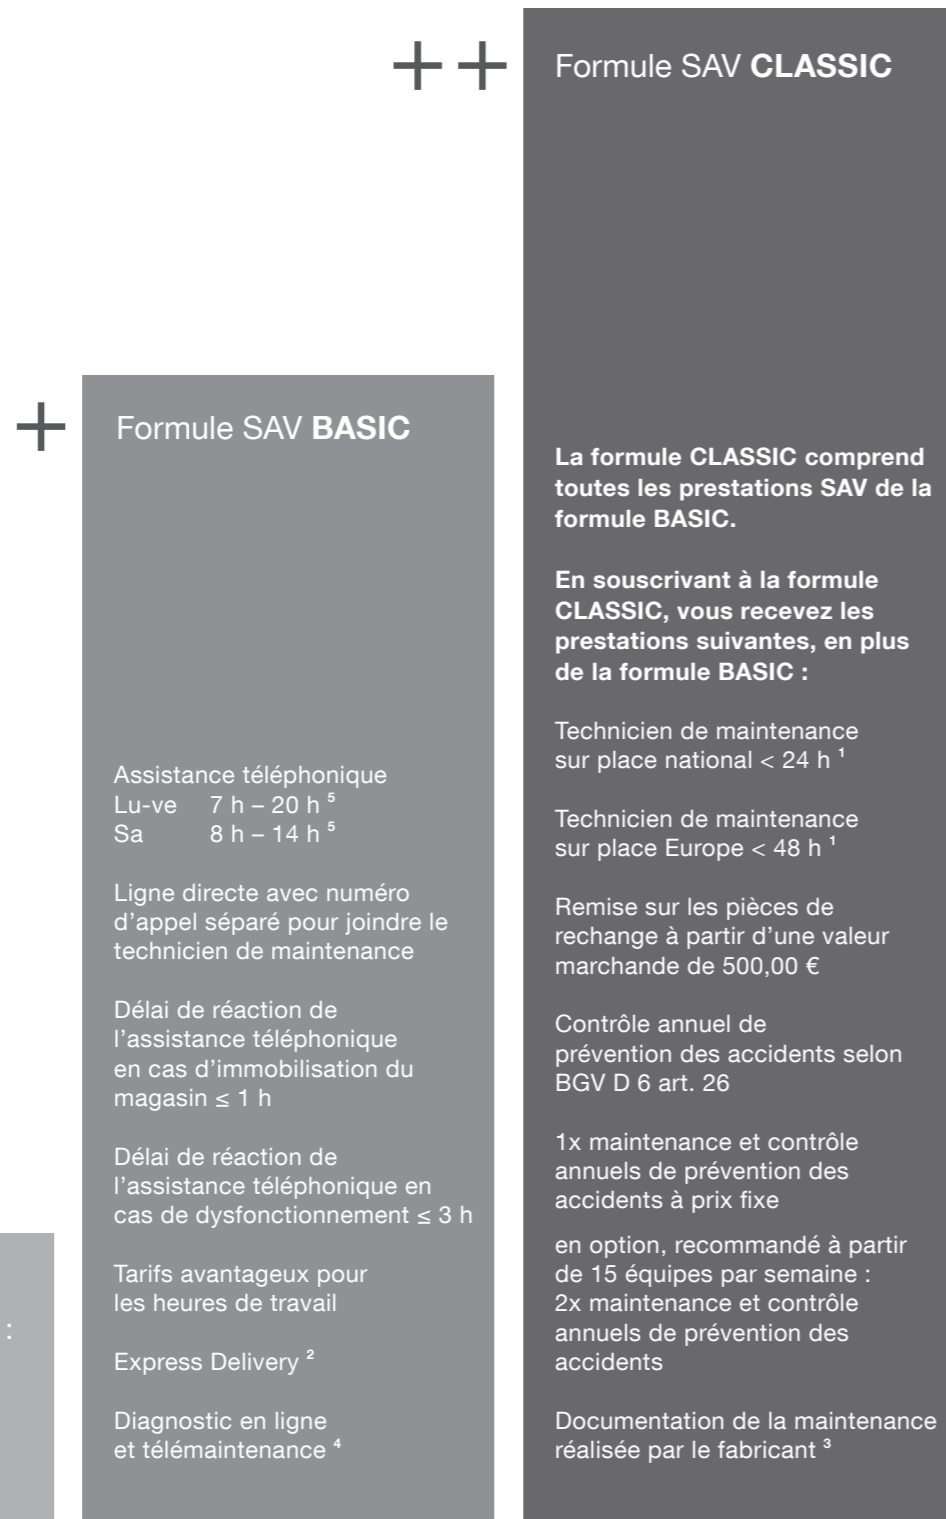 ++ Formule SAV CLASSIC
+ Formule SAV BASIC
Assistance téléphonique
Lu-ve 7 h – 20 h ⁵
Sa 8 h – 14 h ⁵
Ligne directe avec numéro
d’appel séparé pour joindre le
technicien de maintenance
Délai de réaction de
l’assistance téléphonique
en cas d’immobilisation du
magasin ≤ 1 h
Délai de réaction de
l’assistance téléphonique en
cas de dysfonctionnement ≤ 3 h
Tarifs avantageux pour
les heures de travail
Express Delivery ²
Diagnostic en ligne
et télémaintenance ⁴
La formule CLASSIC comprend
toutes les prestations SAV de la
formule BASIC.
En souscrivant à la formule
CLASSIC, vous recevez les
prestations suivantes, en plus
de la formule BASIC :
Technicien de maintenance
sur place national < 24 h ¹
Technicien de maintenance
sur place Europe < 48 h ¹
Remise sur les pièces de
rechange à partir d’une valeur
marchande de 500,00 €
Contrôle annuel de
prévention des accidents selon
BGV D 6 art. 26
1x maintenance et contrôle
annuels de prévention des
accidents à prix fixe
en option, recommandé à partir
de 15 équipes par semaine :
2x maintenance et contrôle
annuels de prévention des
accidents
Documentation de la maintenance
réalisée par le fabricant ³
: